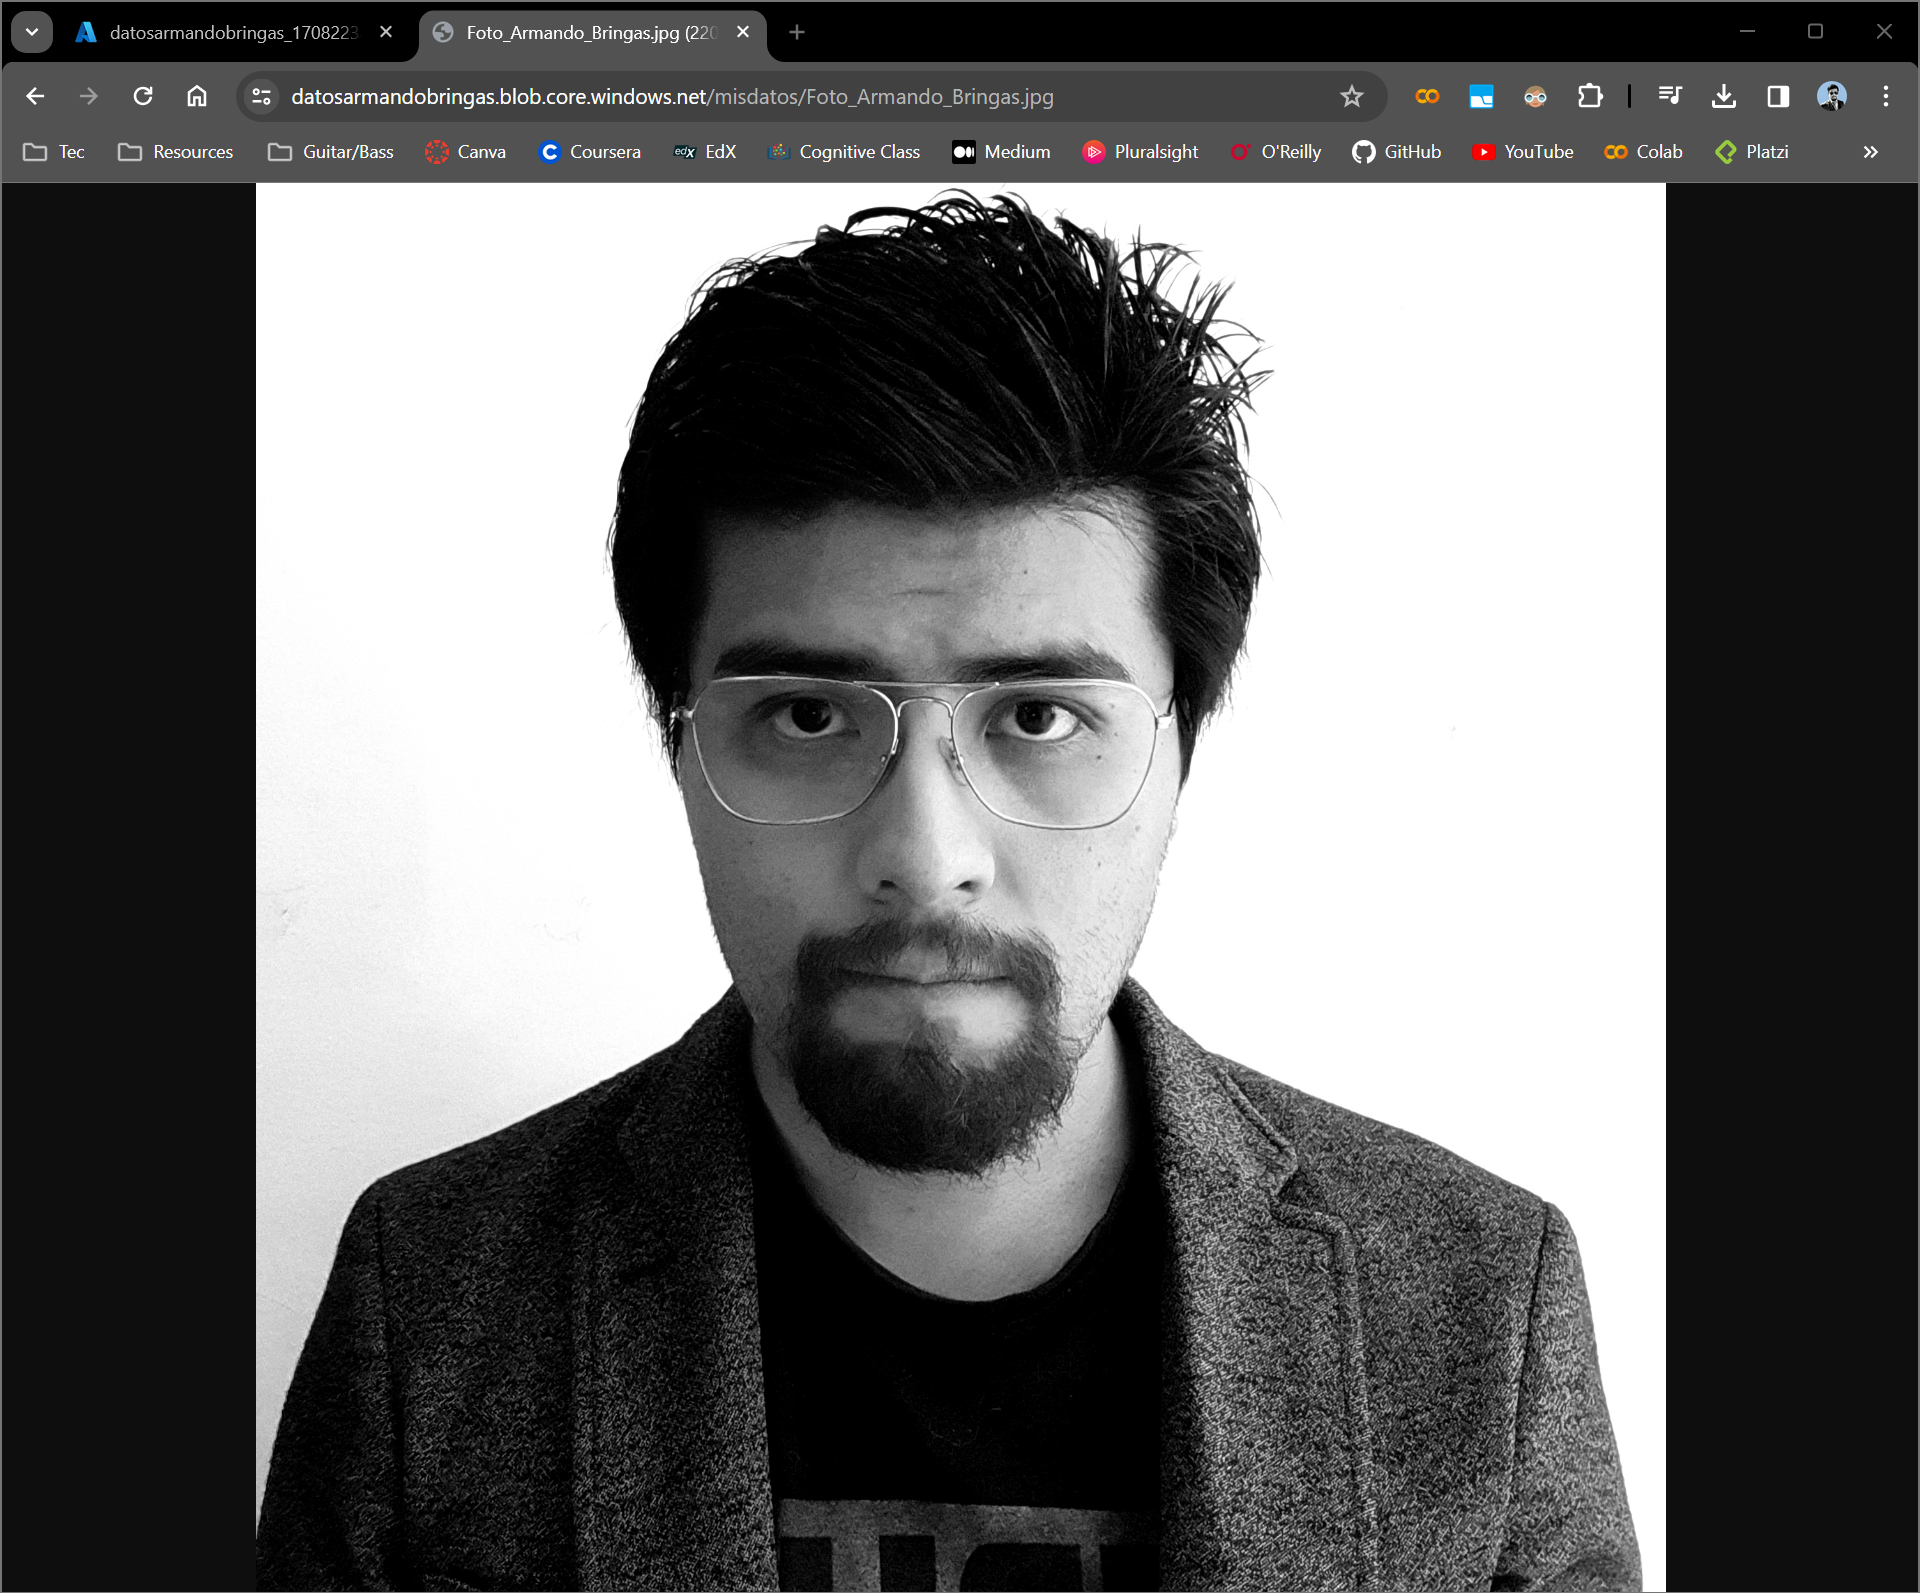 datosarmandobringas_1708223
Foto_Armando_Bringas.jpg (220
datosarmandobringas.blob.core.windows.net/misdatos/Foto_Armando_Bringas.jpg
Tec Resources Guitar/Bass Canva Coursera edX EdX Cognitive Class Medium Pluralsight O'Reilly GitHub YouTube Colab Platzi